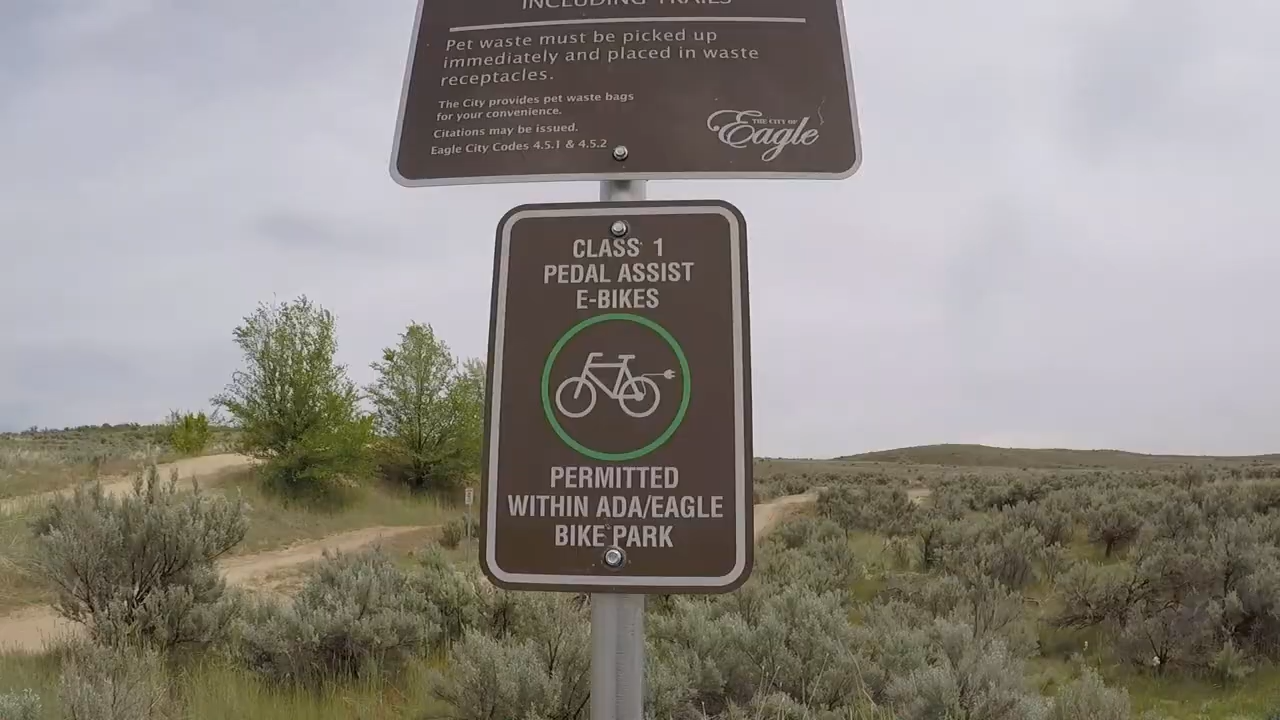 INCLUDING TRAILS
Pet waste must be picked up
immediately and placed in waste
receptacles.
The City provides pet waste bags
for your convenience.
Citations may be issued.
Eagle City Codes 4.5.1 & 4.5.2
THE CITY OF
Eagle
CLASS 1
PEDAL ASSIST
E-BIKES
PERMITTED
WITHIN ADA/EAGLE
BIKE PARK